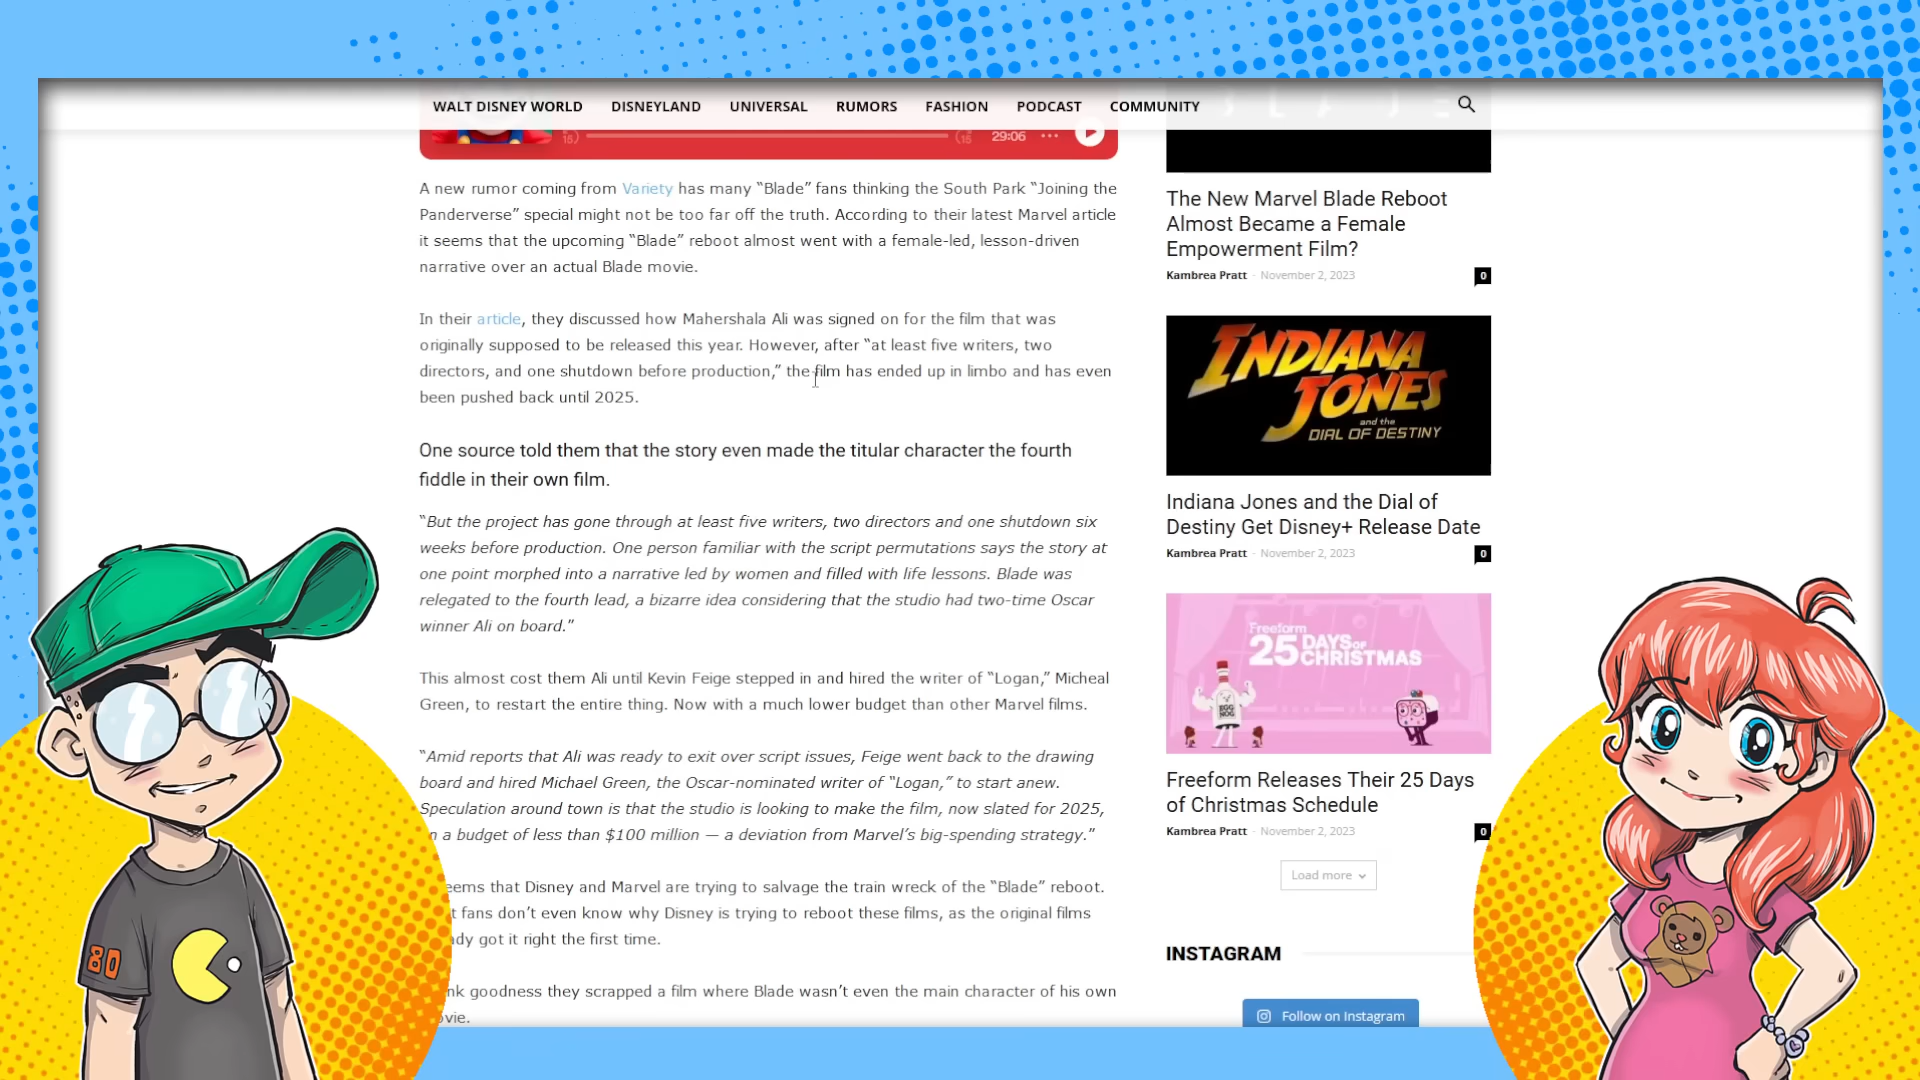 WALT DISNEY WORLD DISNEYLAND UNIVERSAL RUMORS FASHION PODCAST COMMUNITY
15 15 29:06
A new rumor coming from Variety has many “Blade” fans thinking the South Park “Joining the
Panderverse” special might not be too far off the truth. According to their latest Marvel article
it seems that the upcoming “Blade” reboot almost went with a female-led, lesson-driven
narrative over an actual Blade movie.
In their article, they discussed how Mahershala Ali was signed on for the film that was
originally supposed to be released this year. However, after “at least five writers, two
directors, and one shutdown before production,” the film has ended up in limbo and has even
been pushed back until 2025.
One source told them that the story even made the titular character the fourth
fiddle in their own film.
“But the project has gone through at least five writers, two directors and one shutdown six
weeks before production. One person familiar with the script permutations says the story at
one point morphed into a narrative led by women and filled with life lessons. Blade was
relegated to the fourth lead, a bizarre idea considering that the studio had two-time Oscar
winner Ali on board.”
This almost cost them Ali until Kevin Feige stepped in and hired the writer of “Logan,” Micheal
Green, to restart the entire thing. Now with a much lower budget than other Marvel films.
“Amid reports that Ali was ready to exit over script issues, Feige went back to the drawing
board and hired Michael Green, the Oscar-nominated writer of “Logan,” to start anew.
Speculation around town is that the studio is looking to make the film, now slated for 2025,
n a budget of less than $100 million — a deviation from Marvel’s big-spending strategy.”
eems that Disney and Marvel are trying to salvage the train wreck of the “Blade” reboot.
t fans don’t even know why Disney is trying to reboot these films, as the original films
ady got it right the first time.
nk goodness they scrapped a film where Blade wasn’t even the main character of his own
ovie.
BLADE
The New Marvel Blade Reboot
Almost Became a Female
Empowerment Film?
Kambrea Pratt - November 2, 2023 0
INDIANA
JONES
and the
DIAL OF DESTINY
Indiana Jones and the Dial of
Destiny Get Disney+ Release Date
Kambrea Pratt - November 2, 2023 0
Freeform
25 DAYS OF
CHRISTMAS
EGG
NOG
Freeform Releases Their 25 Days
of Christmas Schedule
Kambrea Pratt - November 2, 2023 0
Load more
INSTAGRAM
Follow on Instagram
80